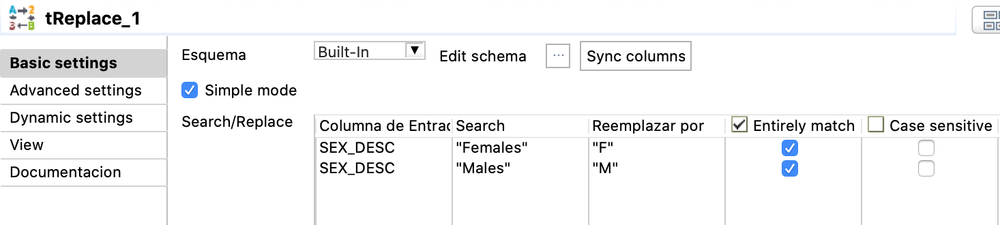 tReplace_1
Basic settings
Advanced settings
Dynamic settings
View
Documentacion
Esquema Built-In Edit schema ... Sync columns
Simple mode
Search/Replace
Columna de Entrac Search Reemplazar por Entirely match Case sensitive
SEX_DESC "Females" "F"
SEX_DESC "Males" "M"